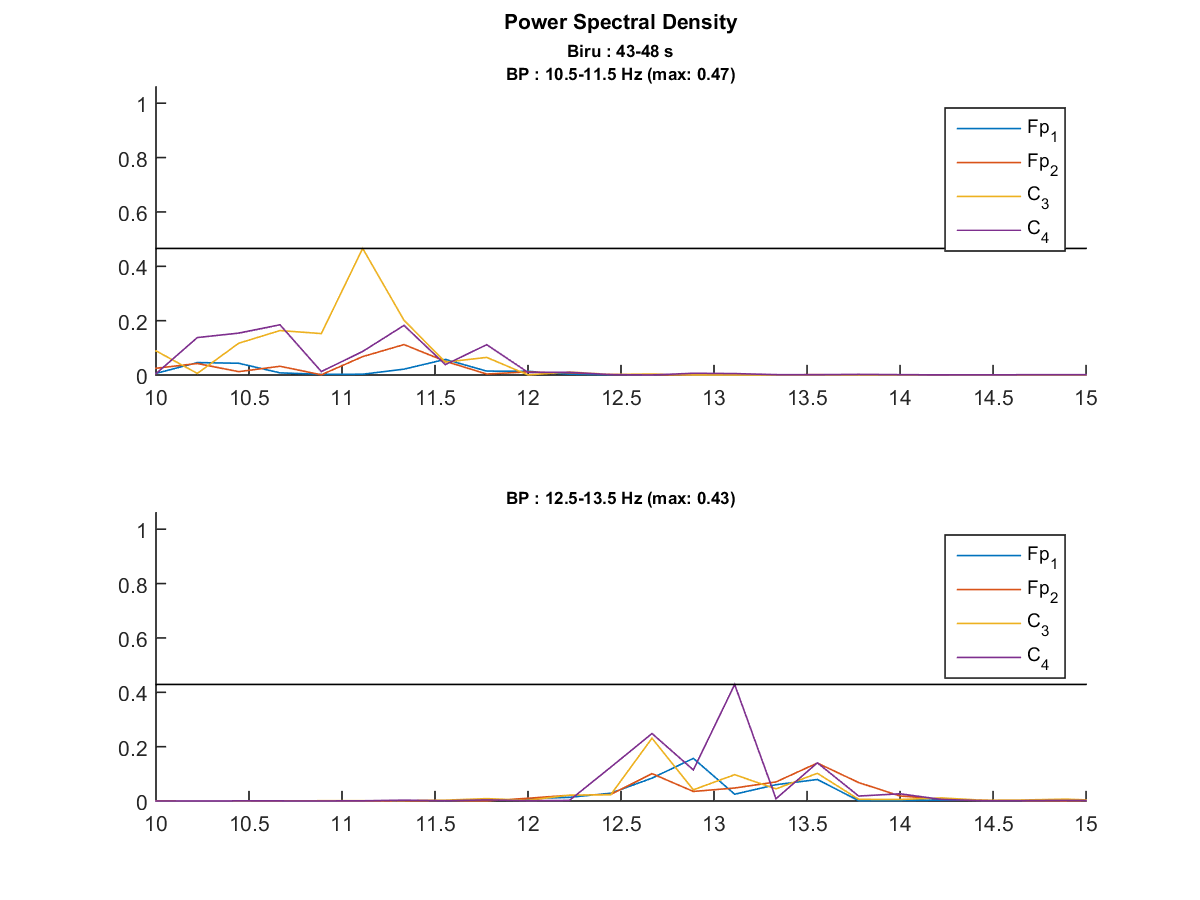 Power Spectral Density
Biru : 43-48 s
BP : 10.5-11.5 Hz (max: 0.47)
1
0.8
0.6
0.4
0.2
0
10 10.5 11 11.5 12 12.5 13 13.5 14 14.5 15
Fp1
Fp2
C3
C4
BP : 12.5-13.5 Hz (max: 0.43)
1
0.8
0.6
0.4
0.2
0
10 10.5 11 11.5 12 12.5 13 13.5 14 14.5 15
Fp1
Fp2
C3
C4